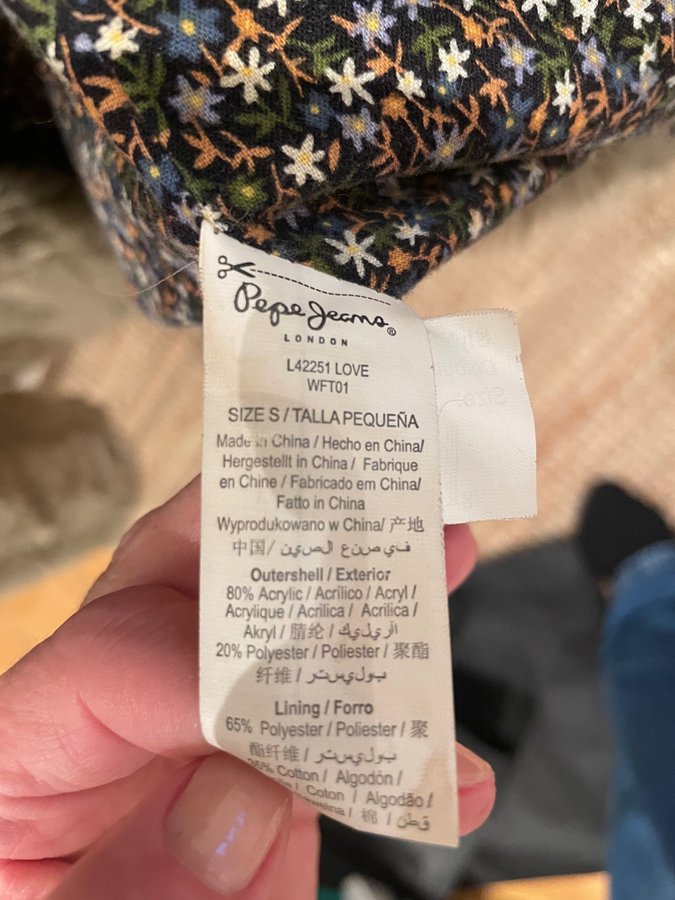 Pepe Jeans®
LONDON
L42251 LOVE
WFT01
SIZE S / TALLA PEQUEÑA
Made in China / Hecho en China/
Hergestellt in China / Fabrique
en Chine / Fabricado em China/
Fatto in China
Wyprodukowano w China/ 产地
中国/ في صنع الصين
Outershell / Exterior
80% Acrylic / Acrílico / Acryl /
Acrylique / Acrílica / Acrilica /
Akryl / 腈纶 /
20% Polyester / Poliester / 聚酯
纤维 / بوليستر
Lining / Forro
65% Polyester / Poliester / 聚
酯纤维 / بوليستر
35% Cotton / Algodón /
/ Coton / Algodão /
/ 棉 / قطن